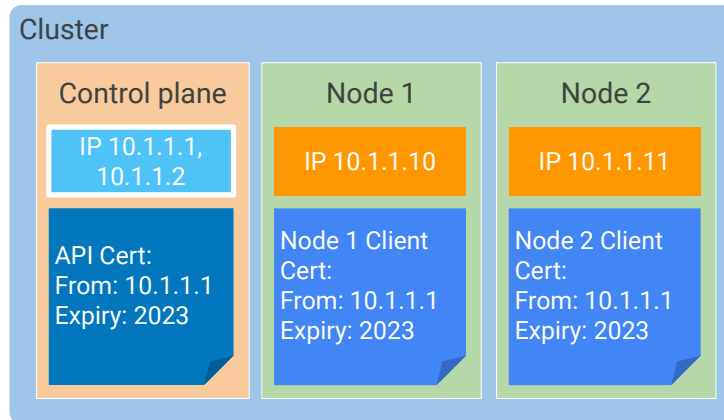 Cluster
Control plane
IP 10.1.1.1,
10.1.1.2
API Cert:
From: 10.1.1.1
Expiry: 2023
Node 1
IP 10.1.1.10
Node 1 Client
Cert:
From: 10.1.1.1
Expiry: 2023
Node 2
IP 10.1.1.11
Node 2 Client
Cert:
From: 10.1.1.1
Expiry: 2023